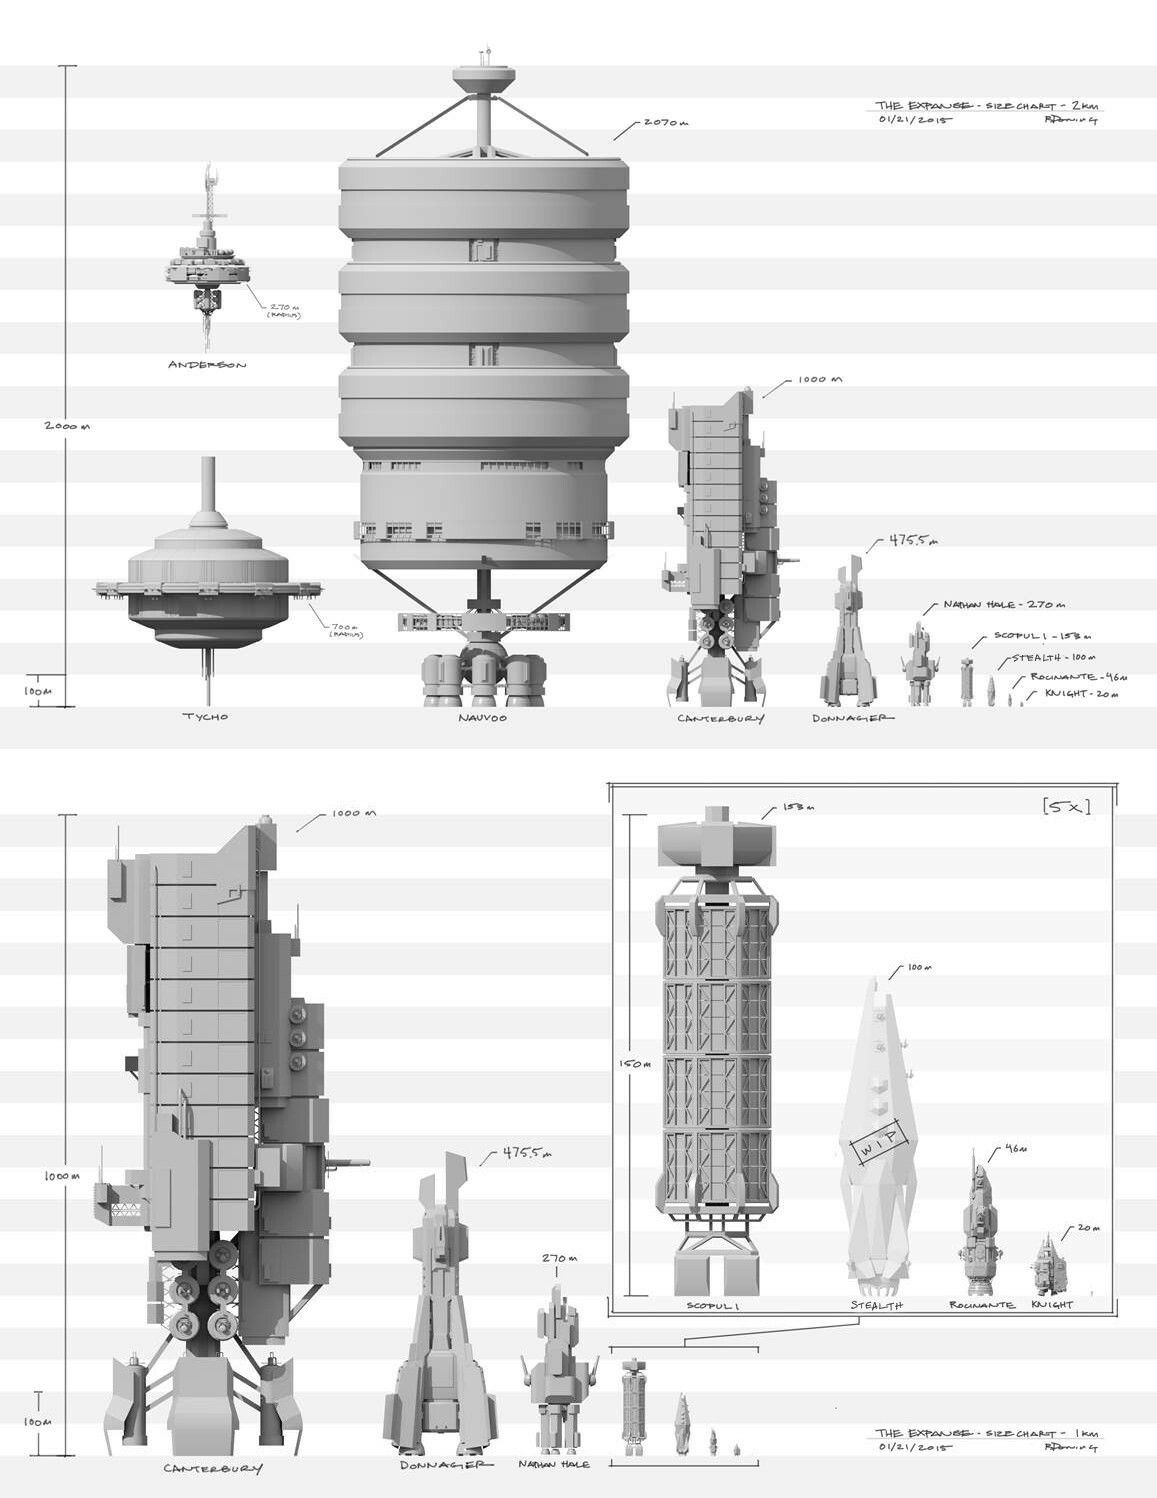 THE EXPANSE - SIZE CHART - 2KM
01/21/2015
2070 m
270 m
(RADIUS)
ANDERSON
1000 m
2000 m
475.5 m
NATHAN HALE - 270 m
SCOPULI - 153 m
STEALTH - 100 m
ROCINANTE - 46 m
KNIGHT - 20 m
700 m
(RADIUS)
100 m
TYCHO
NAUVOO
CANTERBURY
DONNAGER
1000 m
153 m
[5X]
100 m
150 m
WIP
46 m
475.5 m
1000 m
20 m
270 m
SCOPULI
STEALTH
ROCINANTE
KNIGHT
100 m
THE EXPANSE - SIZE CHART - 1KM
01/21/2015
CANTERBURY
DONNAGER
NATHAN HALE